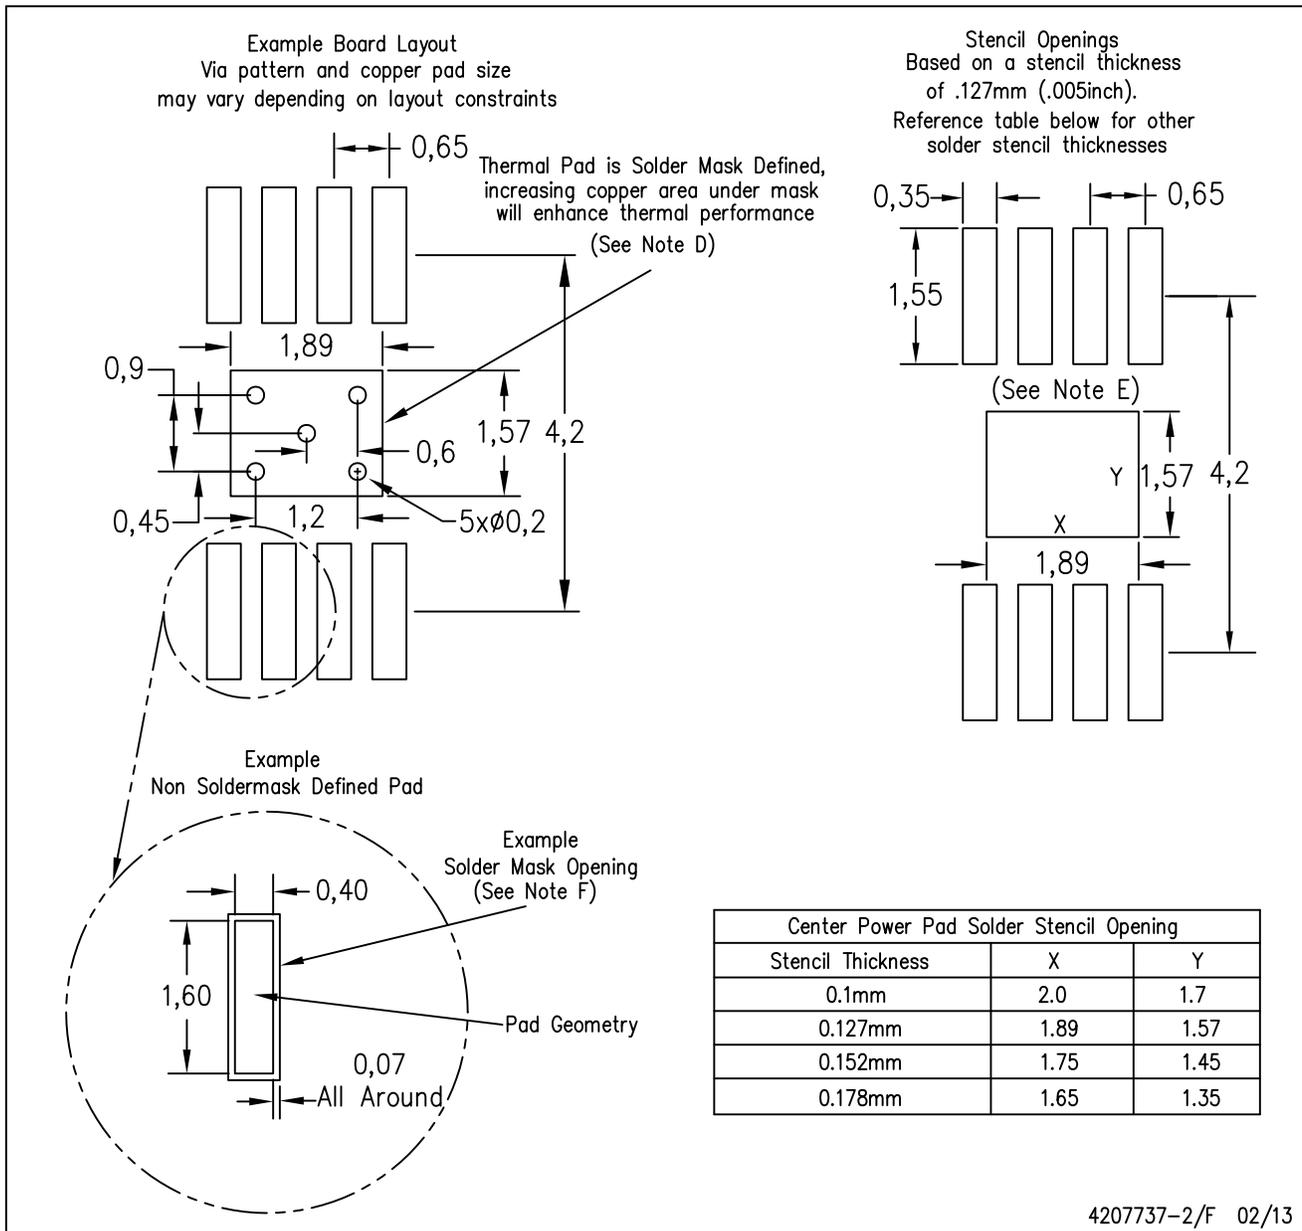 Example Board Layout
Via pattern and copper pad size
may vary depending on layout constraints
0,65
Thermal Pad is Solder Mask Defined,
increasing copper area under mask
will enhance thermal performance
(See Note D)
1,89
0,9
1,57
4,2
0,6
0,45
1,2
5xø0,2
Stencil Openings
Based on a stencil thickness
of .127mm (.005inch).
Reference table below for other
solder stencil thicknesses
0,35
0,65
1,55
(See Note E)
Y
1,57
4,2
X
1,89
Example
Non Soldermask Defined Pad
Example
Solder Mask Opening
(See Note F)
0,40
1,60
Pad Geometry
0,07
All Around
Center Power Pad Solder Stencil Opening
Stencil Thickness X Y
0.1mm 2.0 1.7
0.127mm 1.89 1.57
0.152mm 1.75 1.45
0.178mm 1.65 1.35
4207737-2/F 02/13